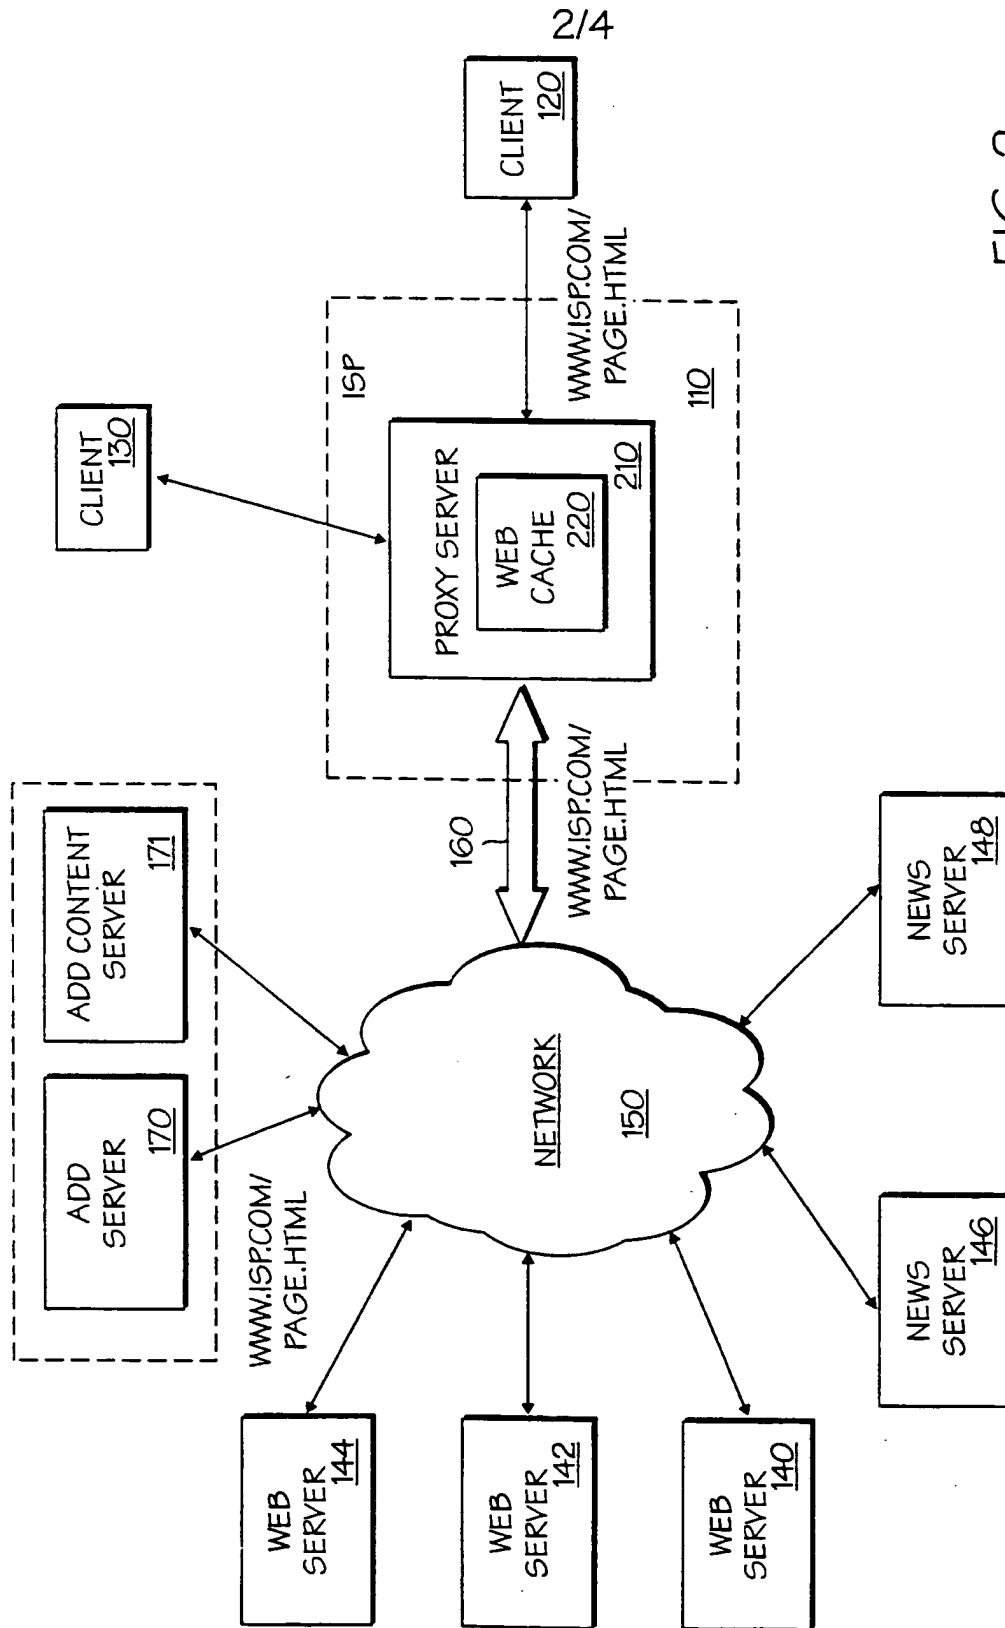 2/4
CLIENT
130
CLIENT
120
ISP
PROXY SERVER
210
WEB
CACHE
220
110
WWW.ISP.COM/
PAGE.HTML
160
WWW.ISP.COM/
PAGE.HTML
ADD CONTENT
SERVER
171
ADD
SERVER
170
WWW.ISP.COM/
PAGE.HTML
NETWORK
150
WEB
SERVER
144
WEB
SERVER
142
WEB
SERVER
140
NEWS
SERVER
146
NEWS
SERVER
148